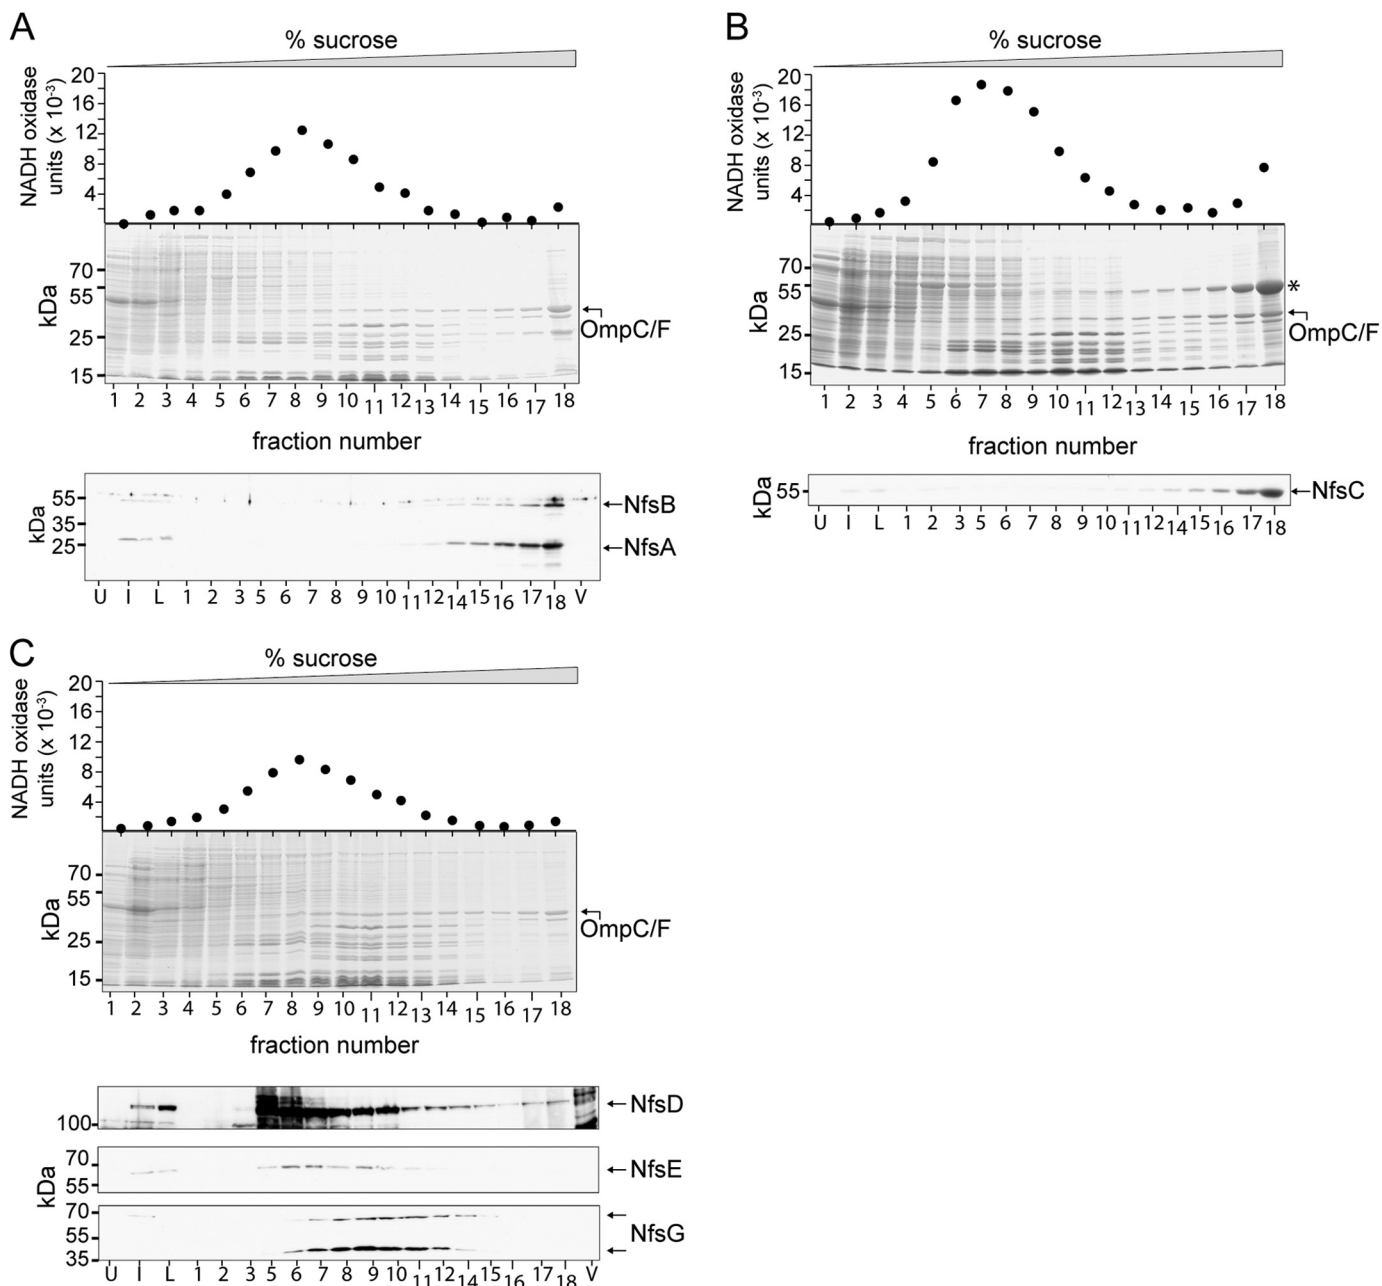 A
% sucrose
NADH oxidase
units (x 10-3)
20
16
12
8
4
kDa
70
55
25
15
OmpC/F
1 2 3 4 5 6 7 8 9 10 11 12 13 14 15 16 17 18
fraction number
kDa
55
35
25
NfsB
NfsA
U I L 1 2 3 5 6 7 8 9 10 11 12 14 15 16 17 18 V
B
% sucrose
NADH oxidase
units (x 10-3)
20
16
12
8
4
kDa
70
55
25
15
*
OmpC/F
1 2 3 4 5 6 7 8 9 10 11 12 13 14 15 16 17 18
fraction number
kDa
55
NfsC
U I L 1 2 3 5 6 7 8 9 10 11 12 14 15 16 17 18
C
% sucrose
NADH oxidase
units (x 10-3)
20
16
12
8
4
kDa
70
55
25
15
OmpC/F
1 2 3 4 5 6 7 8 9 10 11 12 13 14 15 16 17 18
fraction number
100
NfsD
kDa
70
55
NfsE
70
55
35
NfsG
U I L 1 2 3 5 6 7 8 9 10 11 12 14 15 16 17 18 V